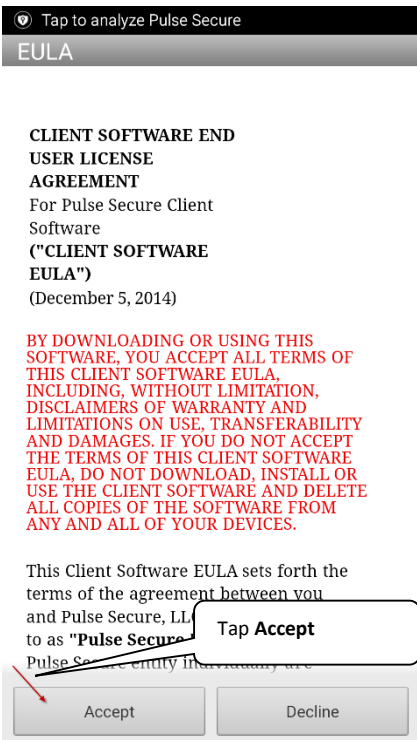 Tap to analyze Pulse Secure
EULA
CLIENT SOFTWARE END
USER LICENSE
AGREEMENT
For Pulse Secure Client
Software
("CLIENT SOFTWARE
EULA")
(December 5, 2014)
BY DOWNLOADING OR USING THIS
SOFTWARE, YOU ACCEPT ALL TERMS OF
THIS CLIENT SOFTWARE EULA,
INCLUDING, WITHOUT LIMITATION,
DISCLAIMERS OF WARRANTY AND
LIMITATIONS ON USE, TRANSFERABILITY
AND DAMAGES. IF YOU DO NOT ACCEPT
THE TERMS OF THIS CLIENT SOFTWARE
EULA, DO NOT DOWNLOAD, INSTALL OR
USE THE CLIENT SOFTWARE AND DELETE
ALL COPIES OF THE SOFTWARE FROM
ANY AND ALL OF YOUR DEVICES.
This Client Software EULA sets forth the
terms of the agreement between you
and Pulse Secure,
to as "Pulse Secure
Pulse Secure entity individually are
Tap Accept
Accept
Decline